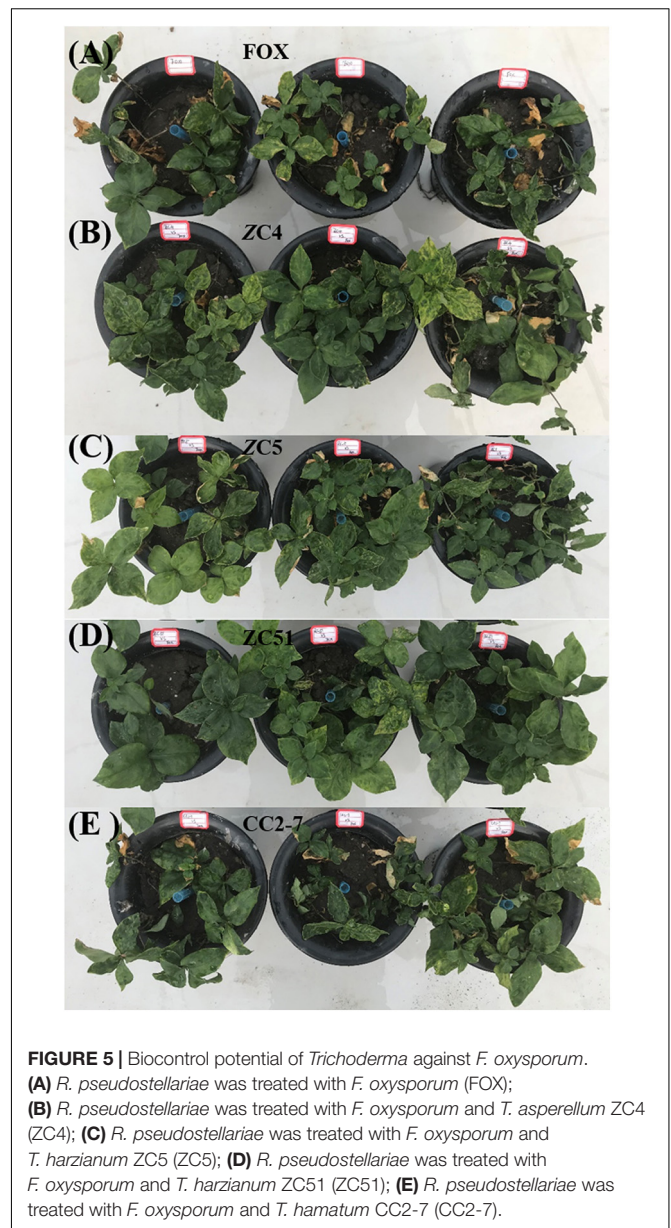 (A) FOX
(B) ZC4
(C) ZC5
(D) ZC51
(E ) CC2-7
FIGURE 5 | Biocontrol potential of Trichoderma against F. oxysporum.
(A) R. pseudostellariae was treated with F. oxysporum (FOX);
(B) R. pseudostellariae was treated with F. oxysporum and T. asperellum ZC4
(ZC4); (C) R. pseudostellariae was treated with F. oxysporum and
T. harzianum ZC5 (ZC5); (D) R. pseudostellariae was treated with
F. oxysporum and T. harzianum ZC51 (ZC51); (E) R. pseudostellariae was
treated with F. oxysporum and T. hamatum CC2-7 (CC2-7).